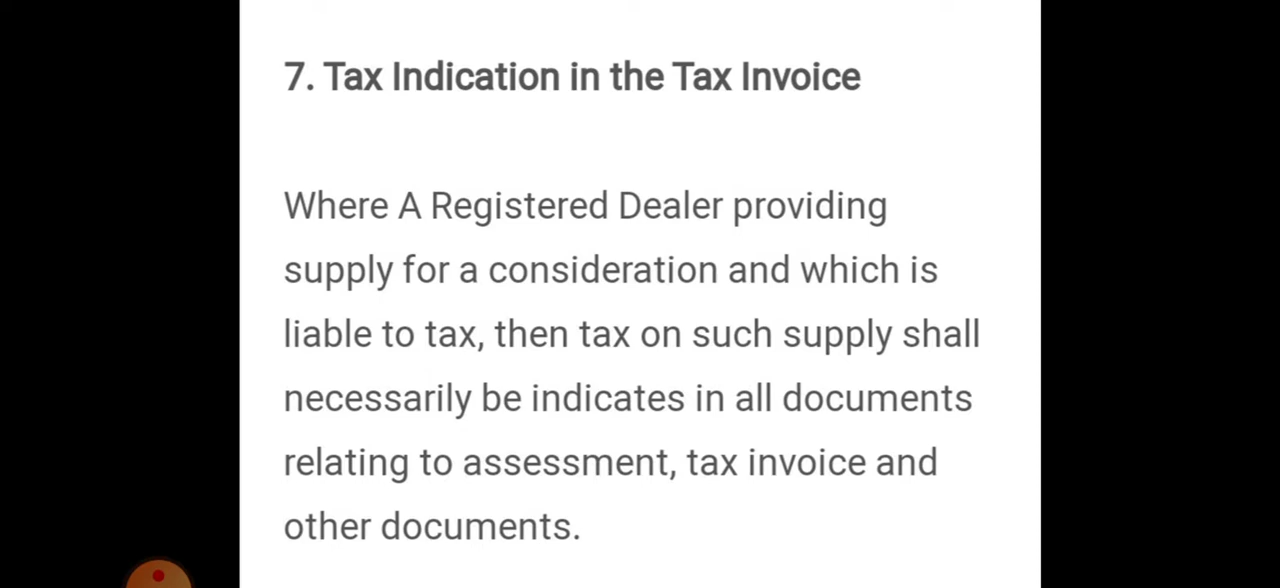 7. Tax Indication in the Tax Invoice
Where A Registered Dealer providing
supply for a consideration and which is
liable to tax, then tax on such supply shall
necessarily be indicates in all documents
relating to assessment, tax invoice and
other documents.